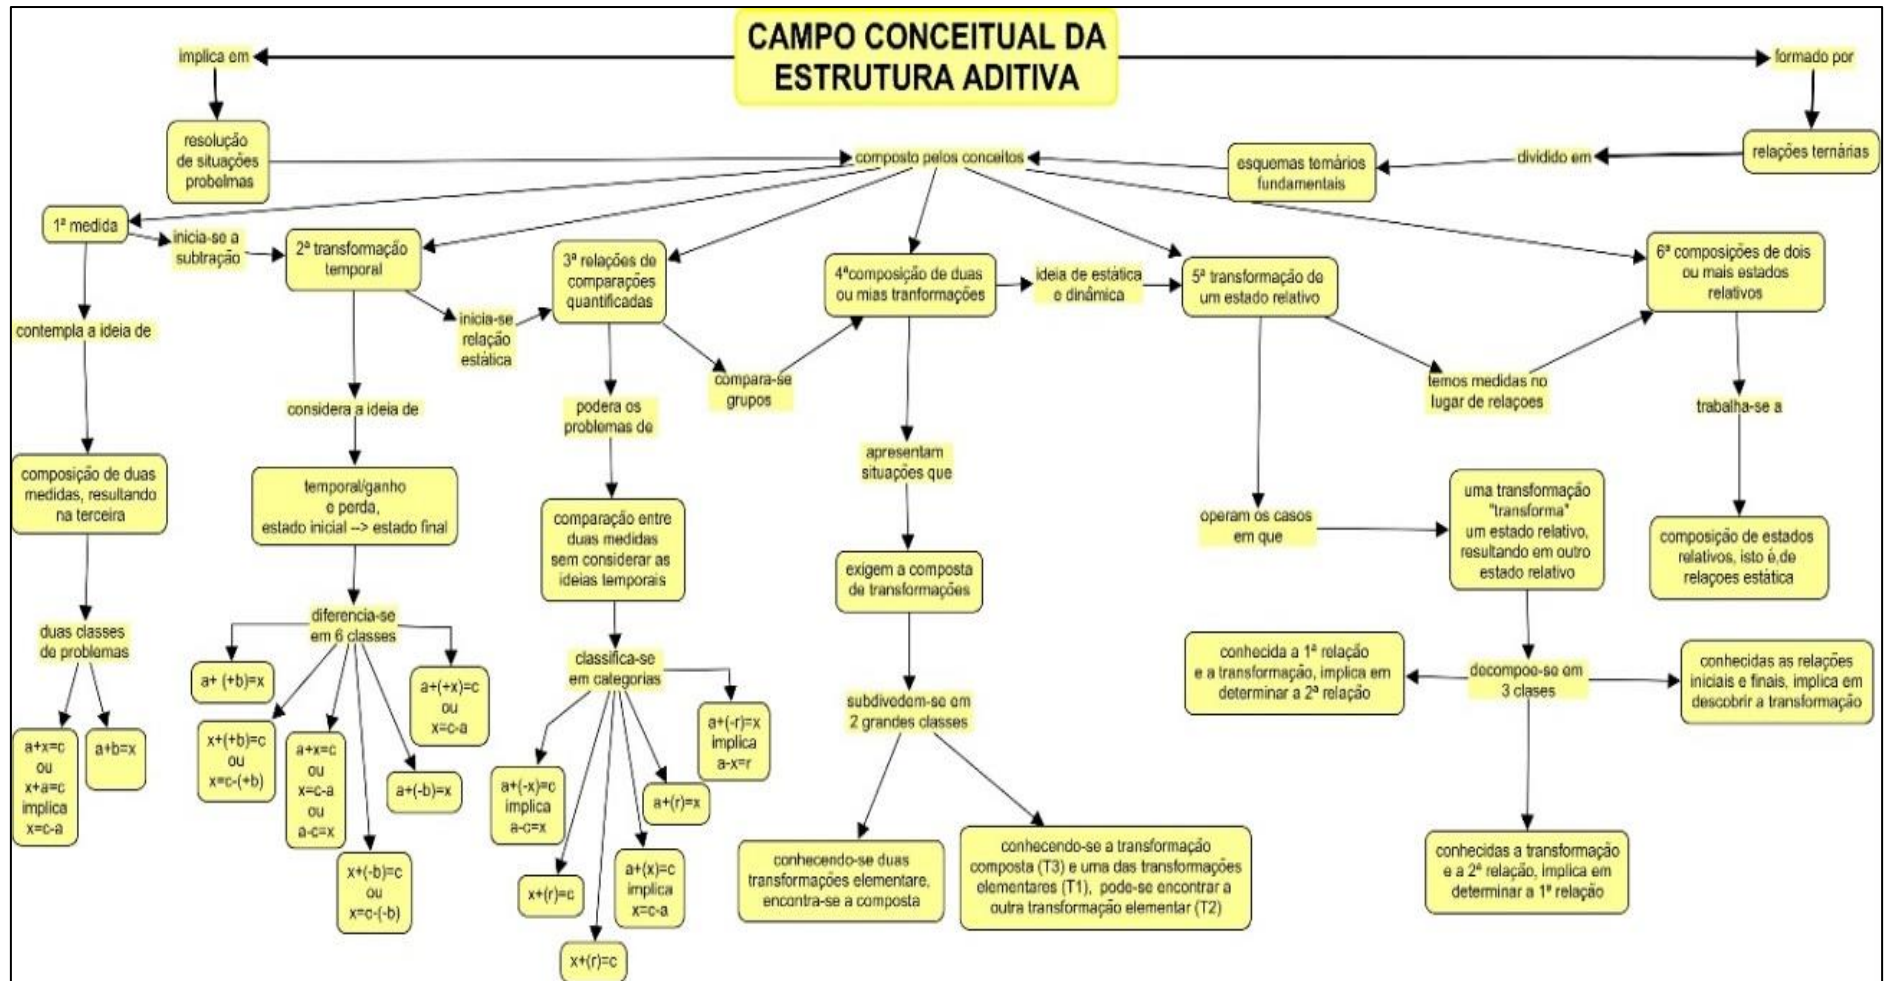 CAMPO CONCEITUAL DA
ESTRUTURA ADITIVA
implica em
formado por
resolução
de situações
probelmas
composto pelos conceitos
esquemas ternários
fundamentais
dividido em
relações ternárias
1ª medida
inicia-se a
subtração
2ª transformação
temporal
3ª relações de
comparações
quantificadas
4ªcomposição de duas
ou mias tranformações
ideia de estática
e dinâmica
5ª transformação de
um estado relativo
6ª composições de dois
ou mais estados
relativos
contempla a ideia de
inicia-se
relação
estática
compara-se
grupos
temos medidas no
lugar de relaçoes
considera a ideia de
podera os
problemas de
trabalha-se a
apresentam
situações que
composição de duas
medidas, resultando
na terceira
temporal/ganho
e perda,
estado inicial --> estado final
comparação entre
duas medidas
sem considerar as
ideias temporais
operam os casos
em que
uma transformação
"transforma"
um estado relativo,
resultando em outro
estado relativo
composição de estados
relativos, isto é,de
relaçoes estática
exigem a composta
de transformações
duas classes
de problemas
diferencia-se
em 6 classes
classifica-se
em categorias
subdivedem-se em
2 grandes classes
conhecida a 1ª relação
e a transformação, implica em
determinar a 2ª relação
decompoe-se em
3 clases
conhecidas as relações
iniciais e finais, implica em
descobrir a transformação
a+x=c
ou
x+a=c
implica
x=c-a
a+b=x
a+ (+b)=x
x+(+b)=c
ou
x=c-(+b)
a+x=c
ou
x=c-a
ou
a-c=x
x+(-b)=c
ou
x=c-(-b)
a+(-b)=x
a+(+x)=c
ou
x=c-a
a+(-x)=c
implica
a-c=x
x+(r)=c
x+(r)=c
a+(x)=c
implica
x=c-a
a+(r)=x
a+(-r)=x
implica
a-x=r
conhecendo-se duas
transformações elementare,
encontra-se a composta
conhecendo-se a transformação
composta (T3) e uma das transformações
elementares (T1), pode-se encontrar a
outra transformação elementar (T2)
conhecidas a transformação
e a 2ª relação, implica em
determinar a 1ª relação